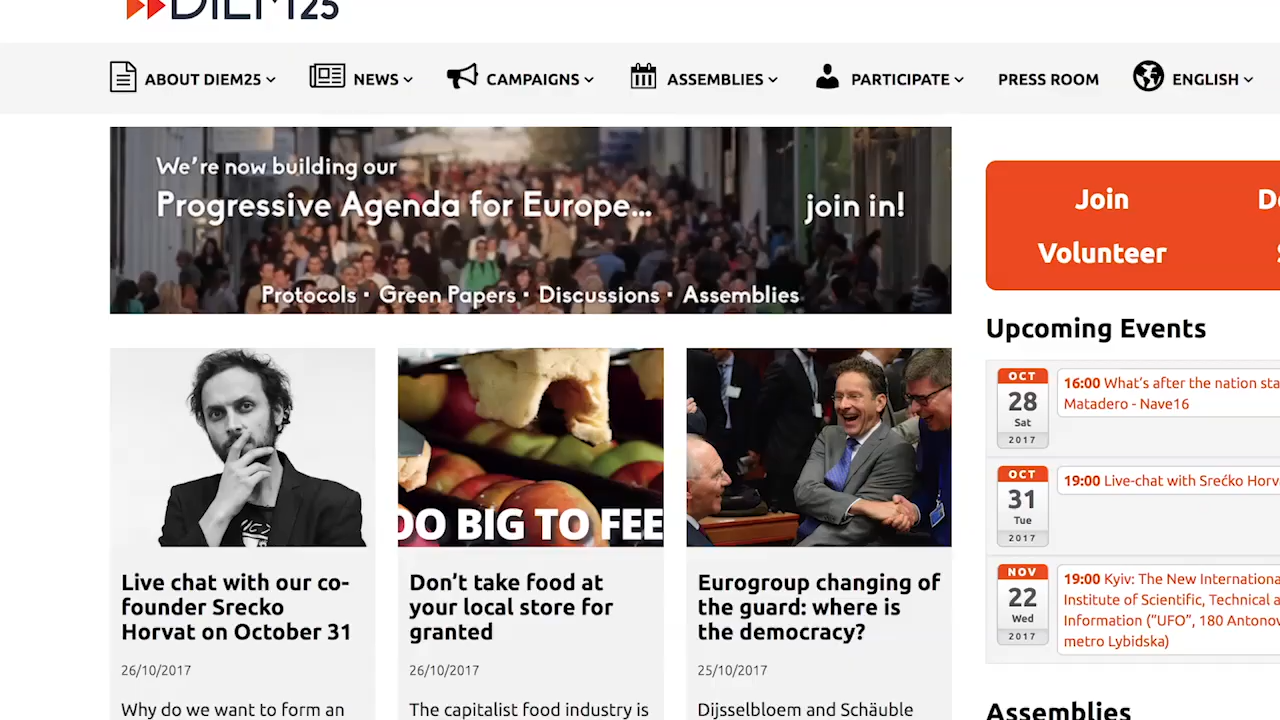 DIEM25
ABOUT DIEM25
NEWS
CAMPAIGNS
ASSEMBLIES
PARTICIPATE
PRESS ROOM
ENGLISH
We're now building our
Progressive Agenda for Europe...
join in!
Protocols · Green Papers · Discussions · Assemblies
Join
Volunteer
Upcoming Events
OCT
28
Sat
2017
16:00 What's after the nation sta
Matadero - Nave16
OCT
31
Tue
2017
19:00 Live-chat with Srećko Horv
NOV
22
Wed
2017
19:00 Kyiv: The New Internationa
Institute of Scientific, Technical a
Information ("UFO", 180 Antonov
metro Lybidska)
Assemblies
OO BIG TO FEE
Live chat with our co-
founder Srecko
Horvat on October 31
26/10/2017
Why do we want to form an
Don't take food at
your local store for
granted
26/10/2017
The capitalist food industry is
Eurogroup changing of
the guard: where is
the democracy?
25/10/2017
Dijsselbloem and Schäuble